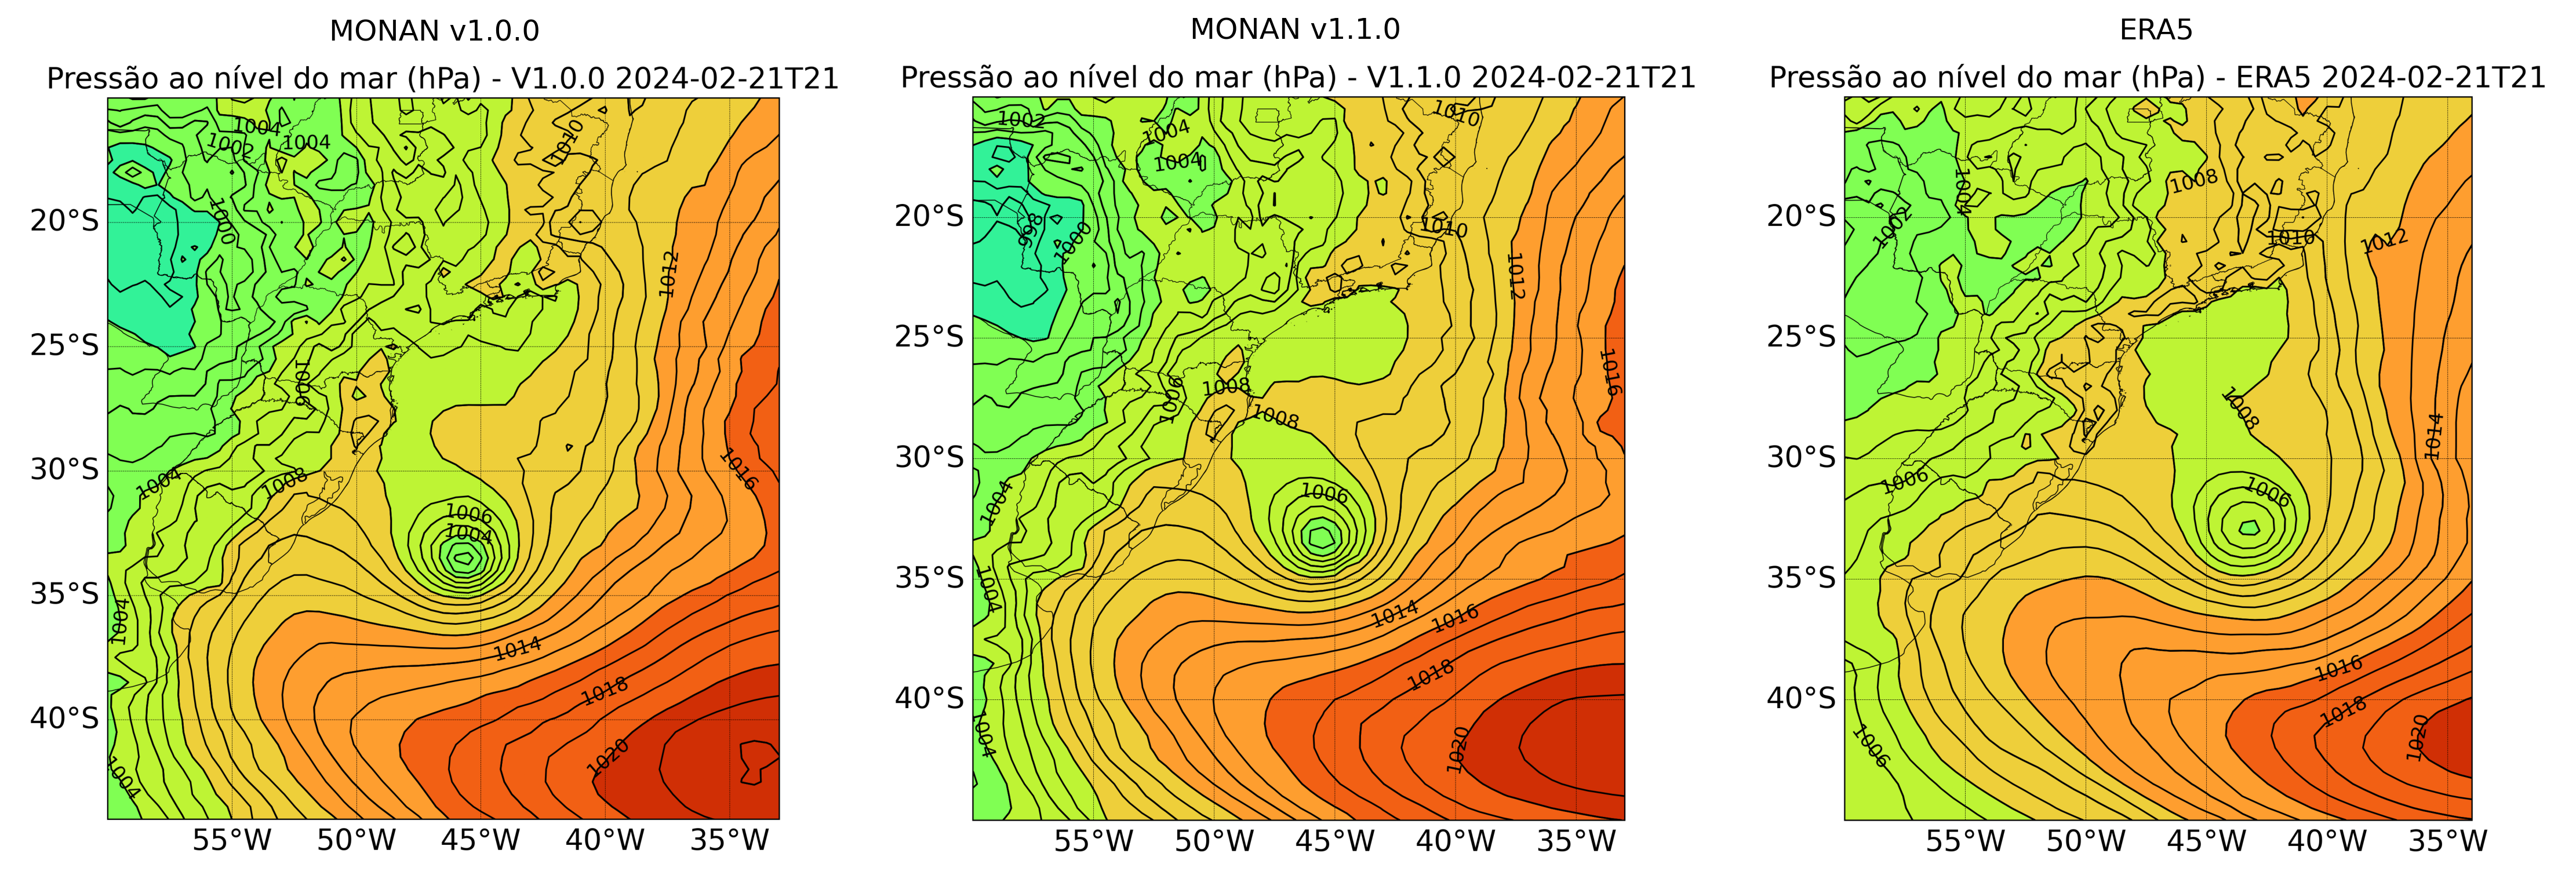 MONAN v1.0.0
Pressão ao nível do mar (hPa) - V1.0.0 2024-02-21T21
1004
1002
1004
1010
1000
1012
1006
1008
1004
1016
1006
1004
1004
1014
1018
1020
1004
20°S
25°S
30°S
35°S
40°S
55°W 50°W 45°W 40°W 35°W
MONAN v1.1.0
Pressão ao nível do mar (hPa) - V1.1.0 2024-02-21T21
1002
1004
1004
1010
998
1000
1010
1012
1016
1006
1008
1008
1004
1006
1004
1014
1016
1018
1020
1004
20°S
25°S
30°S
35°S
40°S
55°W 50°W 45°W 40°W 35°W
ERA5
Pressão ao nível do mar (hPa) - ERA5 2024-02-21T21
1004
1008
1002
1010
1012
1008
1014
1006
1006
1016
1018
1020
1006
20°S
25°S
30°S
35°S
40°S
55°W 50°W 45°W 40°W 35°W